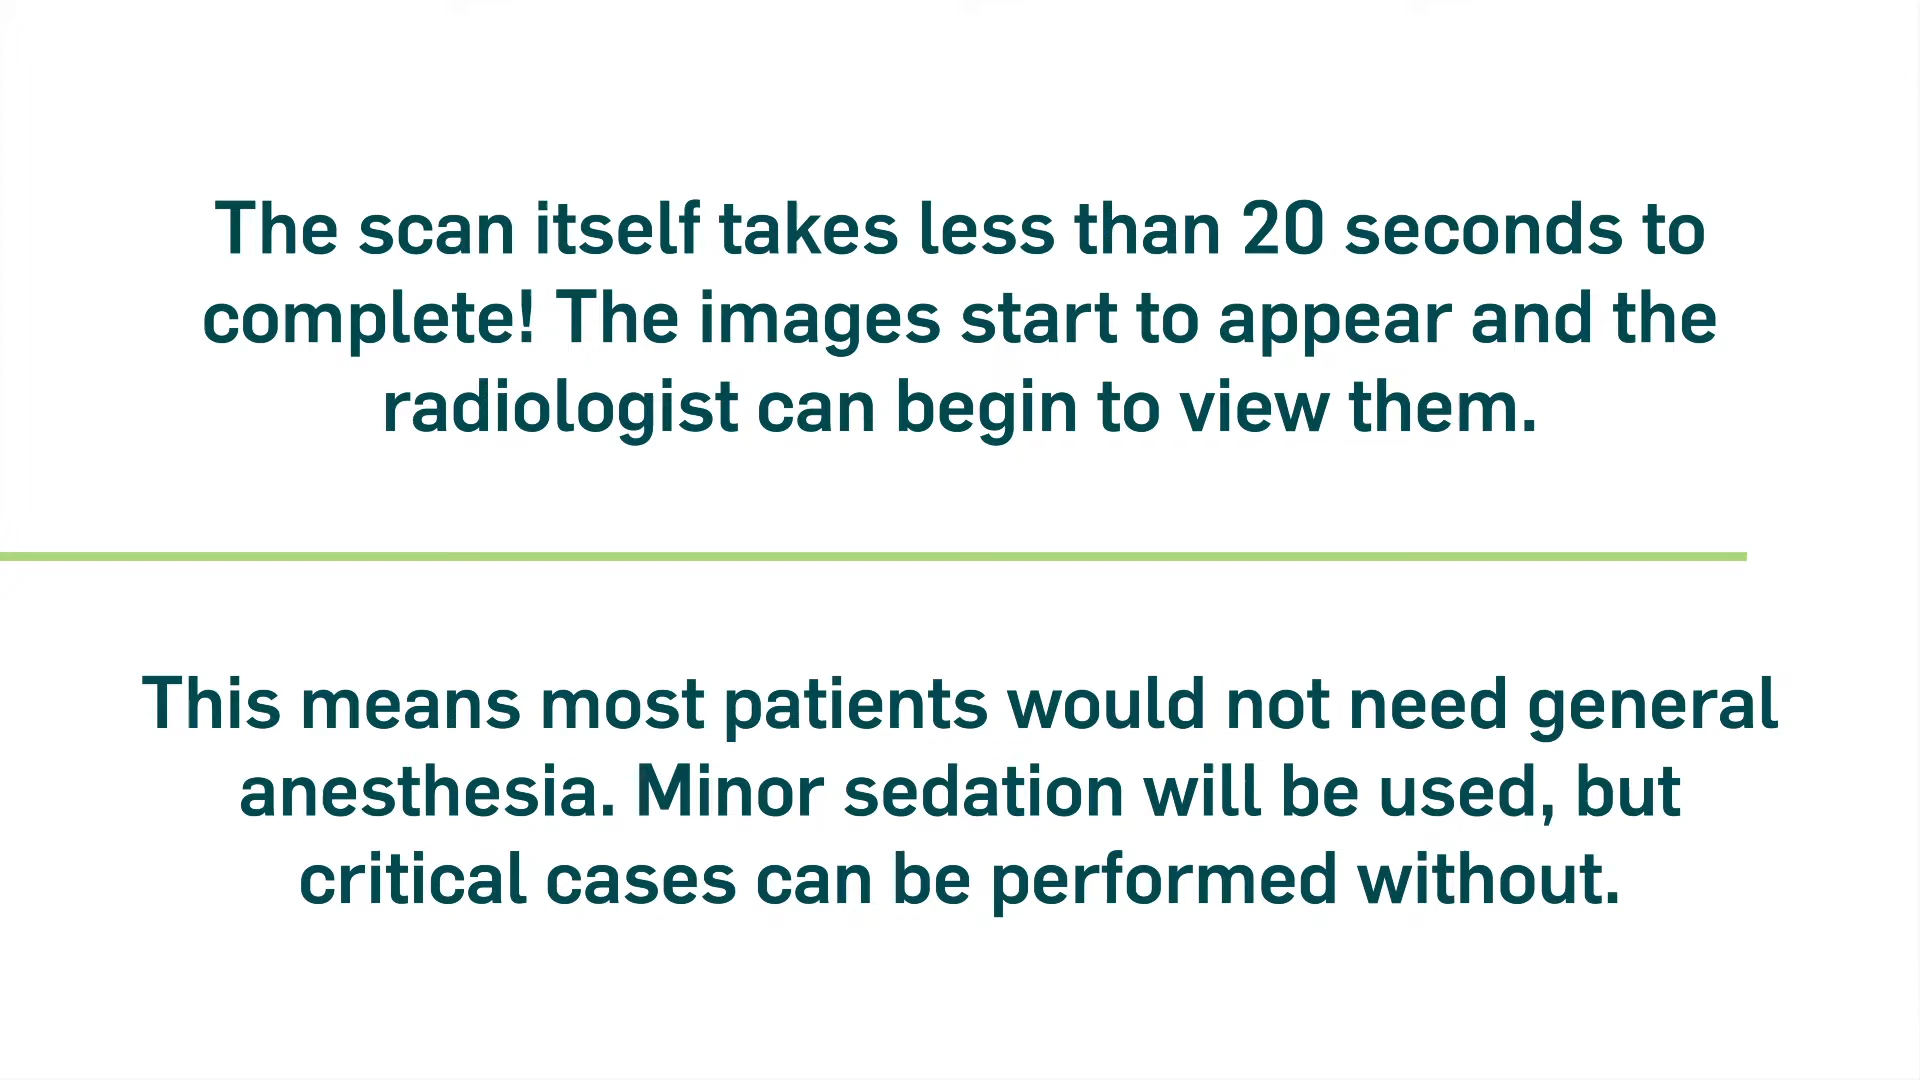 The scan itself takes less than 20 seconds to
complete! The images start to appear and the
radiologist can begin to view them.
This means most patients would not need general
anesthesia. Minor sedation will be used, but
critical cases can be performed without.